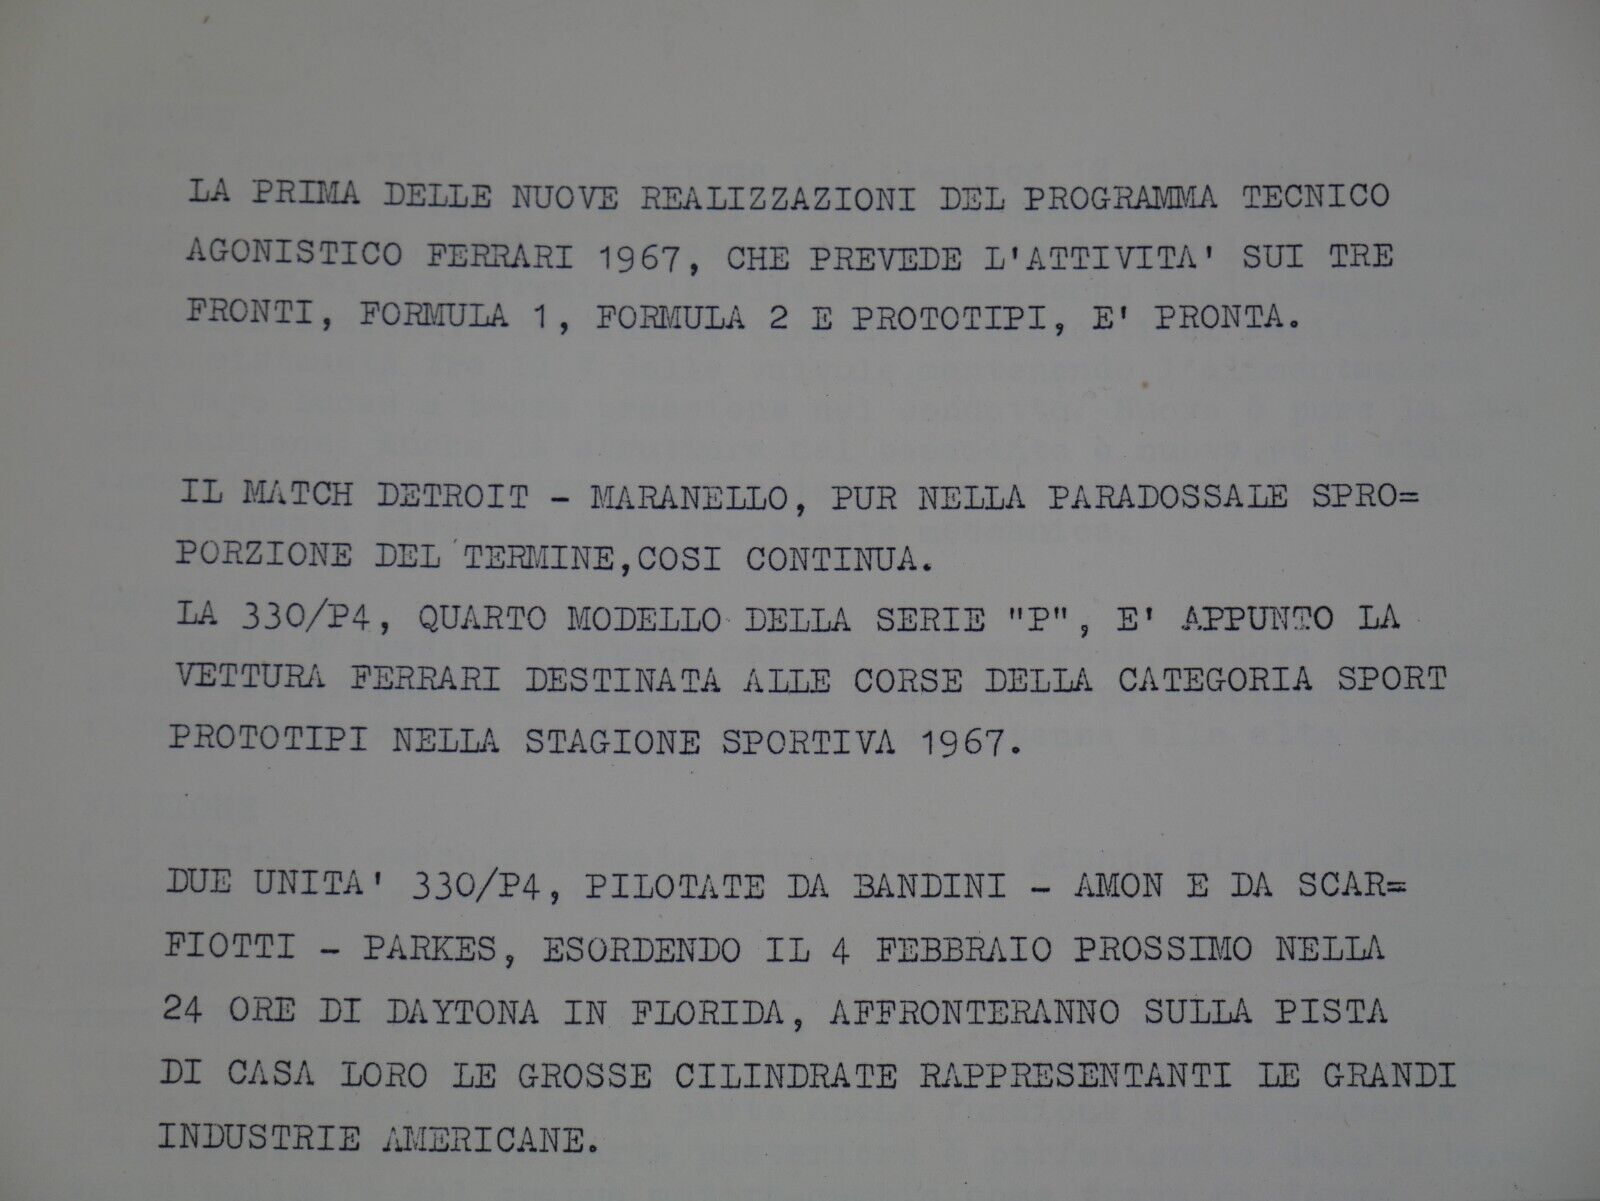 LA PRIMA DELLE NUOVE REALIZZAZIONI DEL PROGRAMMA TECNICO
AGONISTICO FERRARI 1967, CHE PREVEDE L'ATTIVITA' SUI TRE
FRONTI, FORMULA 1, FORMULA 2 E PROTOTIPI, E' PRONTA.
IL MATCH DETROIT - MARANELLO, PUR NELLA PARADOSSALE SPRO=
PORZIONE DEL TERMINE,COSI CONTINUA.
LA 330/P4, QUARTO MODELLO DELLA SERIE "P", E' APPUNTO LA
VETTURA FERRARI DESTINATA ALLE CORSE DELLA CATEGORIA SPORT
PROTOTIPI NELLA STAGIONE SPORTIVA 1967.
DUE UNITA' 330/P4, PILOTATE DA BANDINI - AMON E DA SCAR=
FIOTTI - PARKES, ESORDENDO IL 4 FEBBRAIO PROSSIMO NELLA
24 ORE DI DAYTONA IN FLORIDA, AFFRONTERANNO SULLA PISTA
DI CASA LORO LE GROSSE CILINDRATE RAPPRESENTANTI LE GRANDI
INDUSTRIE AMERICANE.